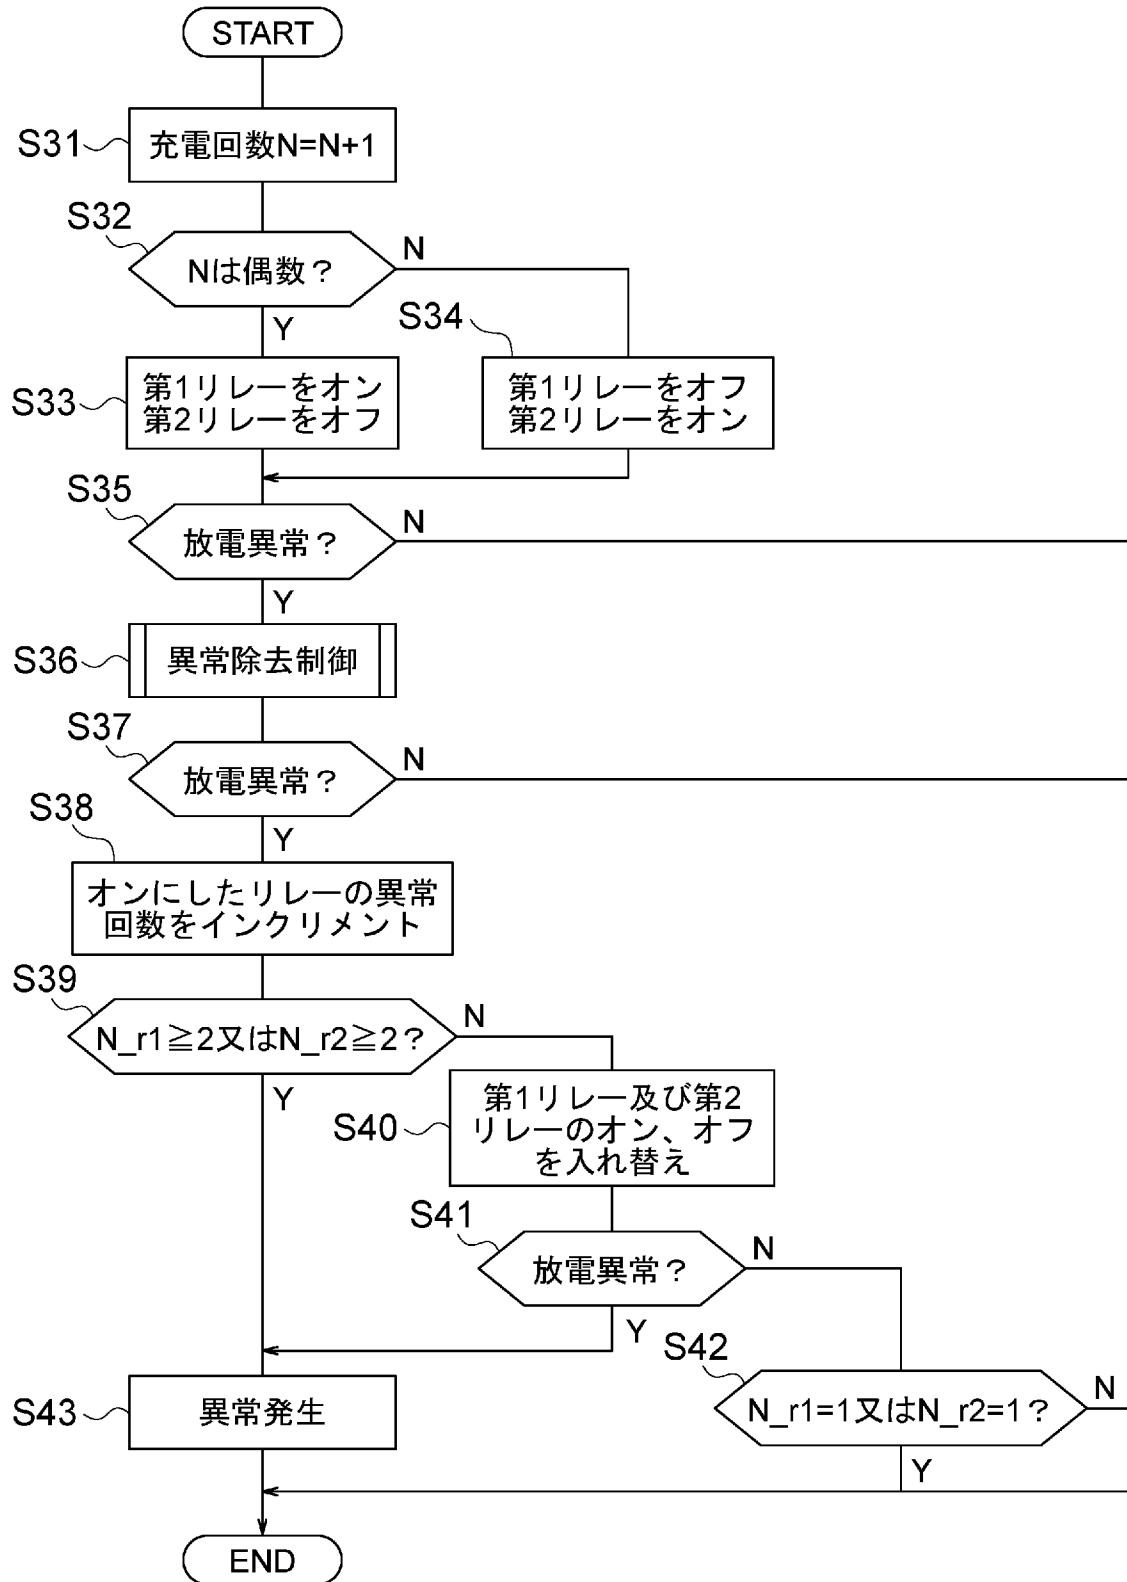 START
S31
充電回数N=N+1
S32
Nは偶数？
N
Y
S33
第1リレーをオン
第2リレーをオフ
S34
第1リレーをオフ
第2リレーをオン
S35
放電異常？
N
Y
S36
異常除去制御
S37
放電異常？
N
Y
S38
オンにしたリレーの異常
回数をインクリメント
S39
N_r1≧2又はN_r2≧2？
N
Y
S40
第1リレー及び第2
リレーのオン、オフ
を入れ替え
S41
放電異常？
N
Y
S42
N_r1=1又はN_r2=1？
N
Y
S43
異常発生
END